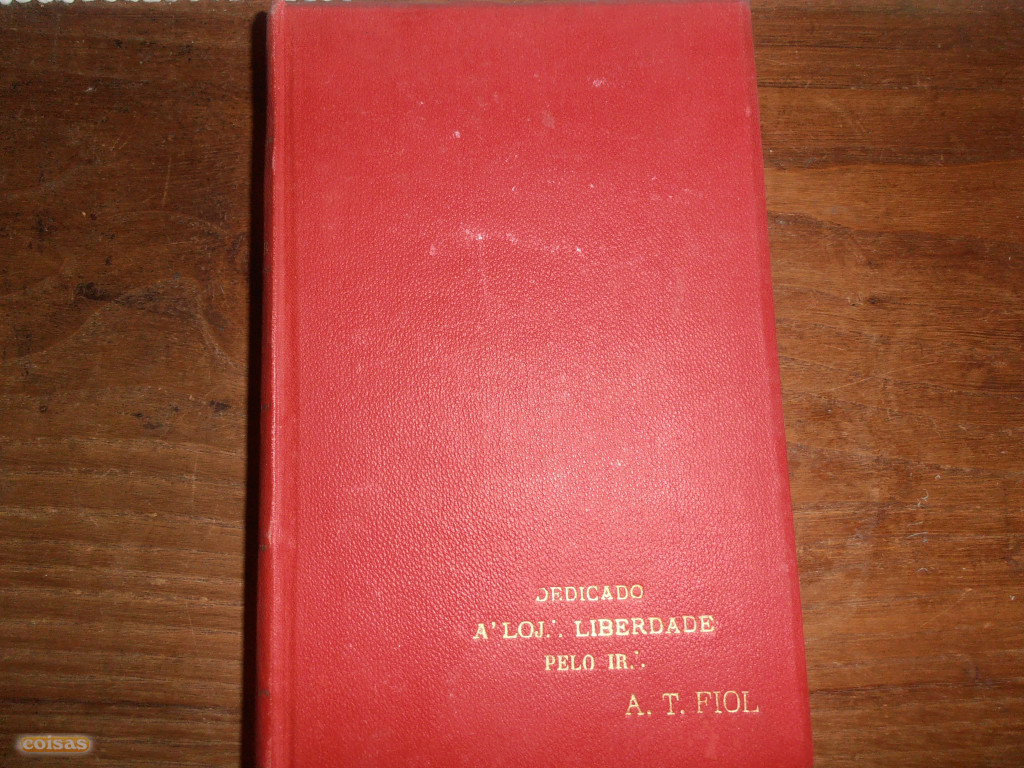 DEDICADO
A' LOJ.'. LIBERDADE
PELO IR.'.
A. T. FIOL
coisas